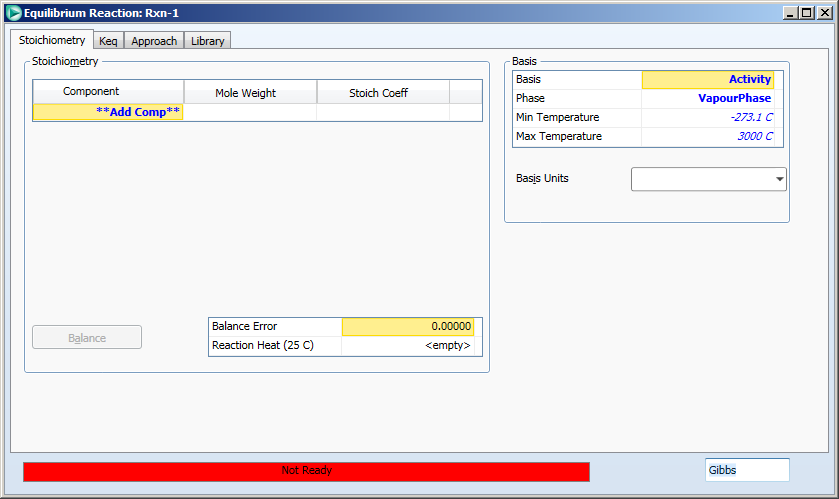 Equilibrium Reaction: Rxn-1
Stoichiometry Keq Approach Library
Stoichiometry
Component Mole Weight Stoich Coeff
**Add Comp**
Balance
Balance Error 0.00000
Reaction Heat (25 C) <empty>
Basis
Basis Activity
Phase VapourPhase
Min Temperature -273.1 C
Max Temperature 3000 C
Basis Units
Not Ready
Gibbs